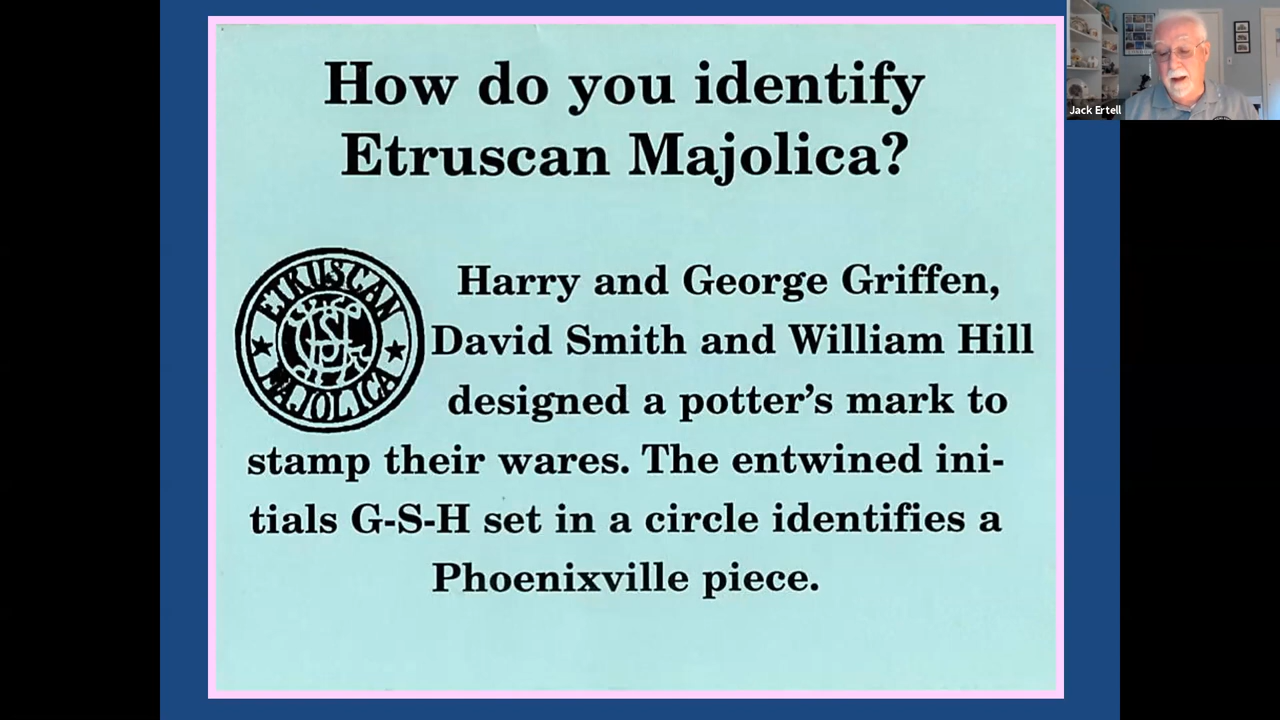 How do you identify
Etruscan Majolica?
ETRUSCAN
GSH
MAJOLICA
Harry and George Griffen,
David Smith and William Hill
designed a potter's mark to
stamp their wares. The entwined ini-
tials G-S-H set in a circle identifies a
Phoenixville piece.
Jack Ertell